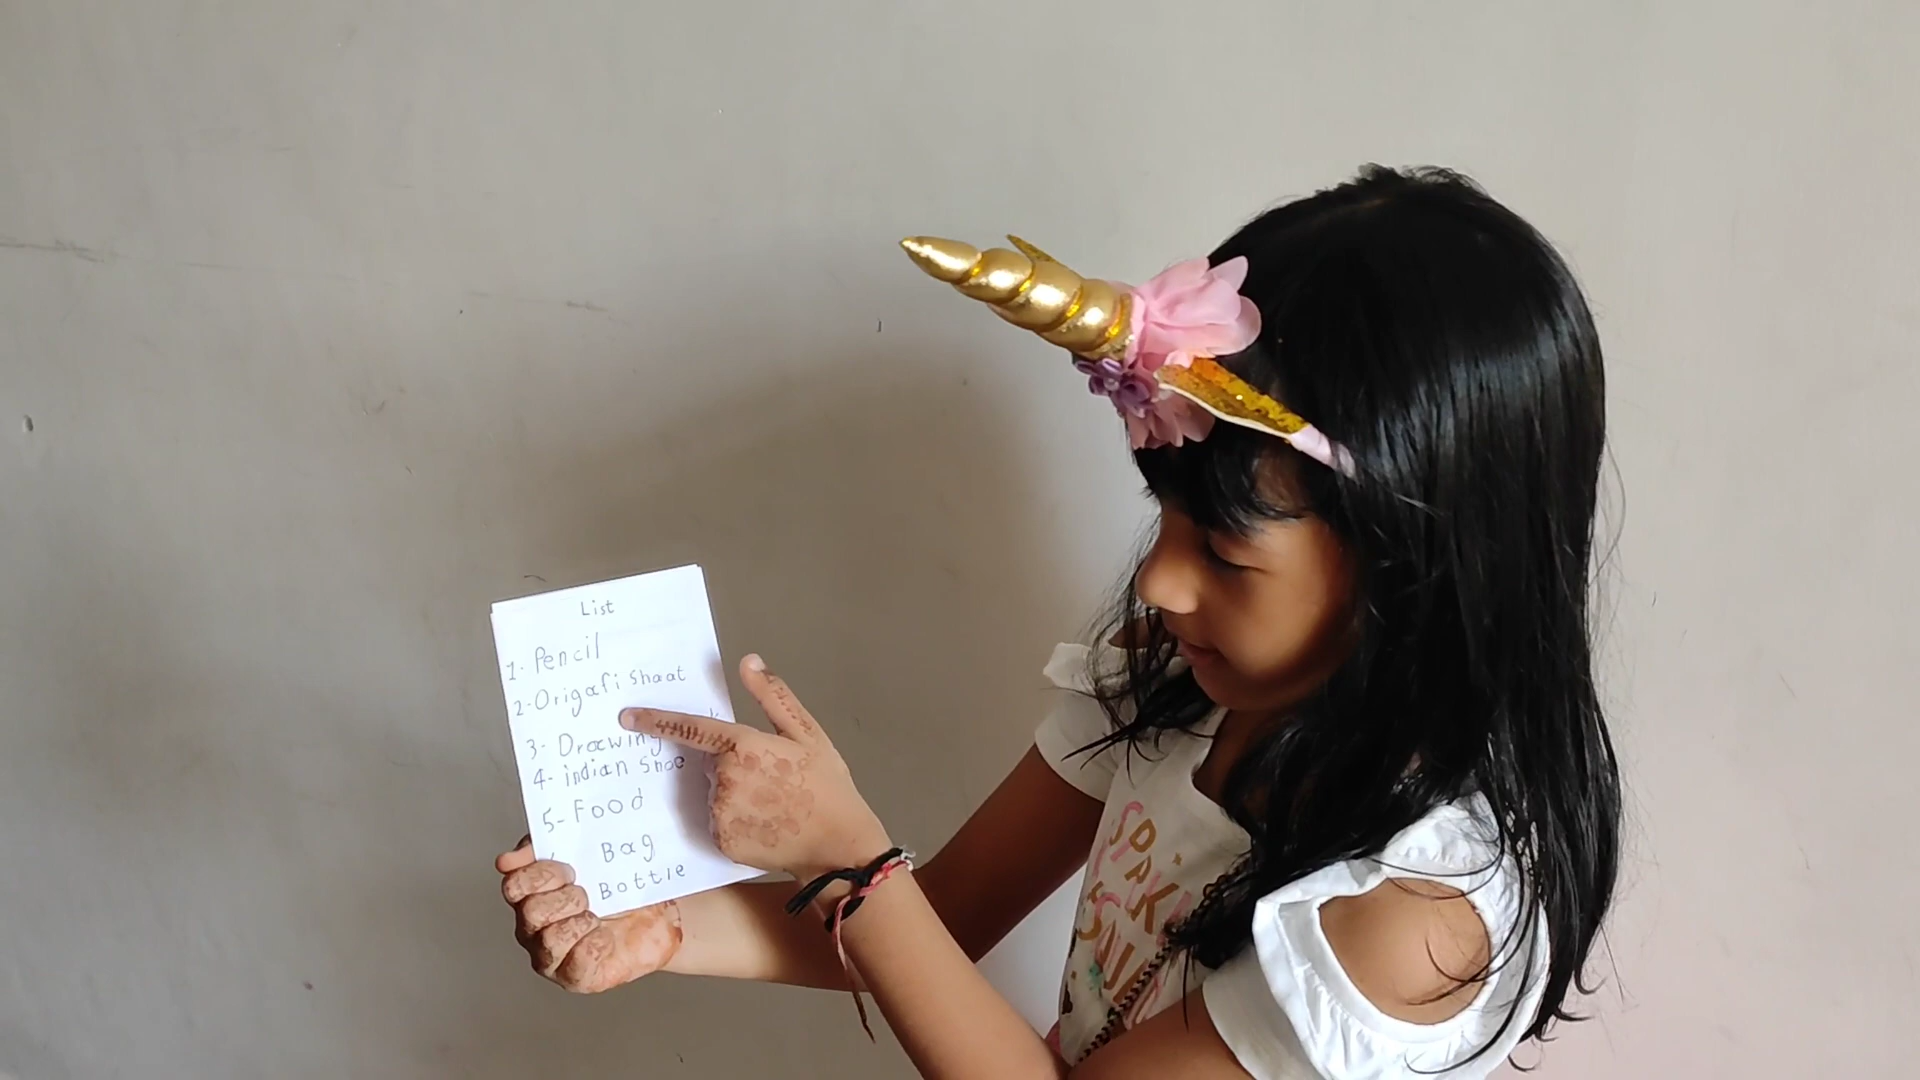 List
1- Pencil
2- Origafi Shaat
3- Drawing
4- indian Shoe
5- Food
Bag
Bottle